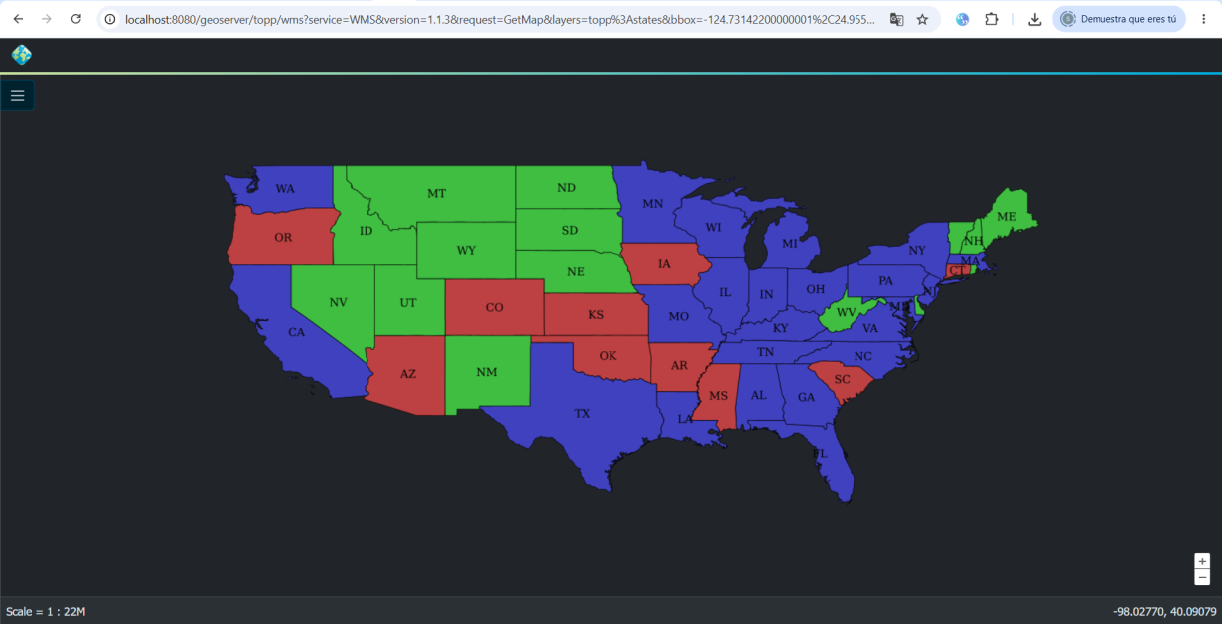 localhost:8080/geoserver/topp/wms?service=WMS&version=1.1.3&request=GetMap&layers=topp%3Astates&bbox=-124.73142200000001%2C24.955...
Demuestra que eres tú
WA
MT
ND
MN
ME
OR
ID
SD
WI
NH
WY
MI
NY
MA
IA
CT
NE
PA
OH
NJ
NV
UT
CO
IL
IN
MD
KS
MO
WV
CA
KY
VA
TN
NC
OK
AR
AZ
NM
SC
MS
AL
GA
TX
LA
FL
+
−
Scale = 1 : 22M
-98.02770, 40.09079